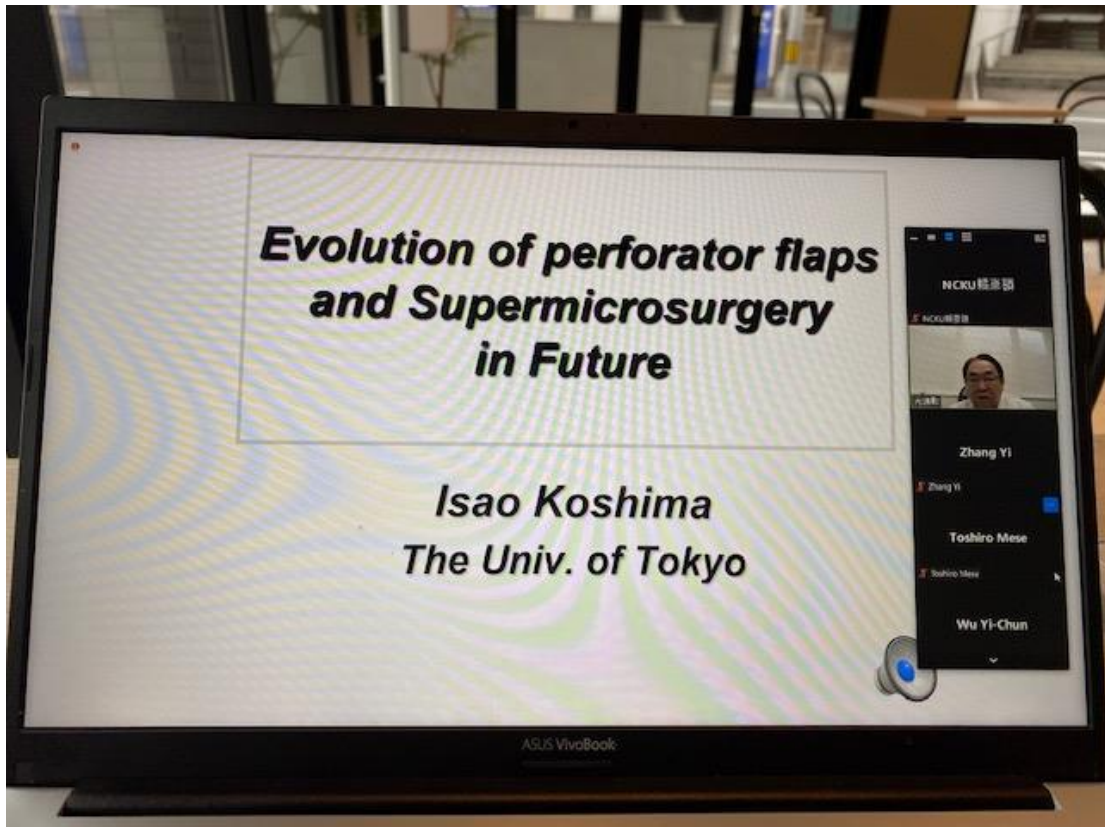 Evolution of perforator flaps
and Supermicrosurgery
in Future
Isao Koshima
The Univ. of Tokyo
NCKU
NCKU
Zhang Yi
Zhang Yi
Toshiro Mese
Toshiro Mese
Wu Yi-Chun
ASUS VivoBook